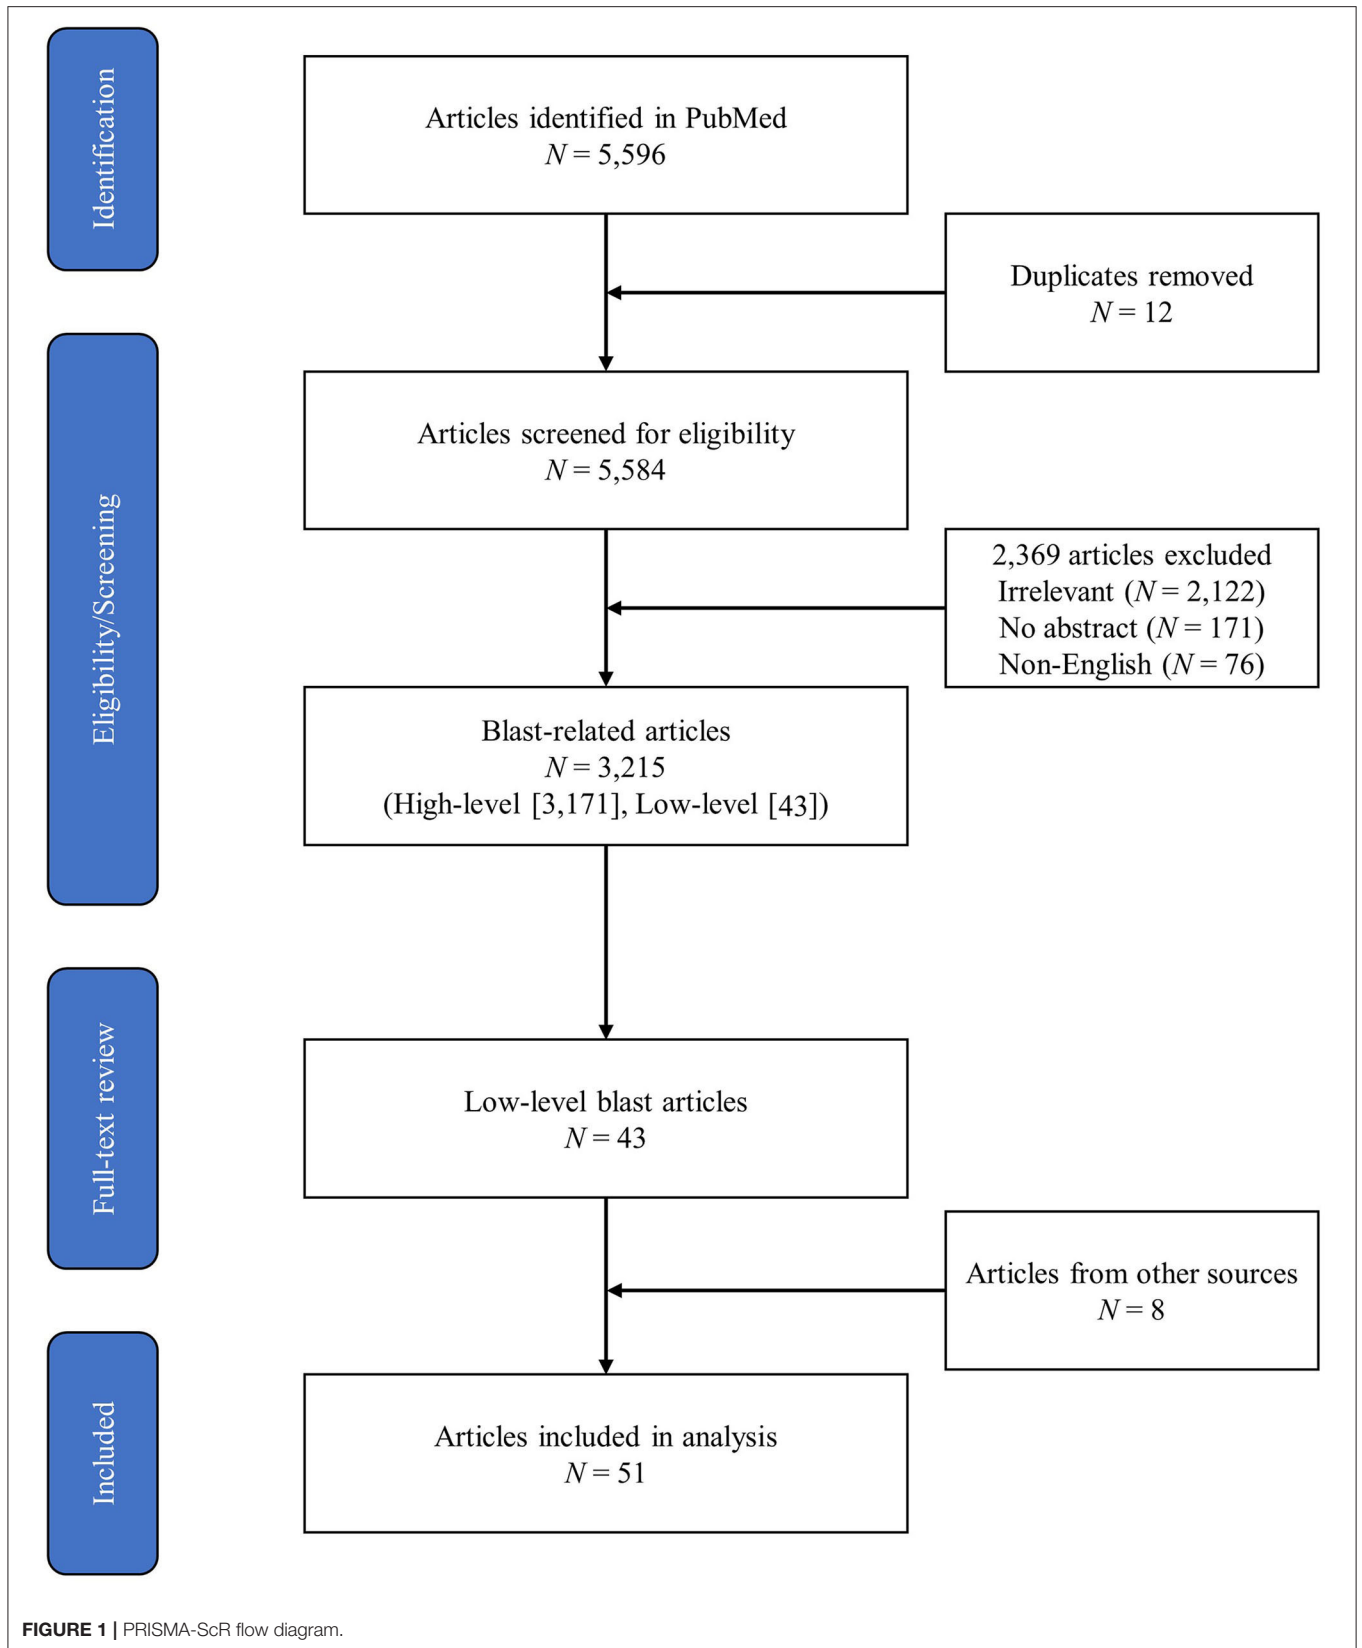 Identification
Articles identified in PubMed
N = 5,596
Duplicates removed
N = 12
Eligibility/Screening
Articles screened for eligibility
N = 5,584
2,369 articles excluded
Irrelevant (N = 2,122)
No abstract (N = 171)
Non-English (N = 76)
Blast-related articles
N = 3,215
(High-level [3,171], Low-level [43])
Full-text review
Low-level blast articles
N = 43
Articles from other sources
N = 8
Included
Articles included in analysis
N = 51
FIGURE 1 | PRISMA-ScR flow diagram.